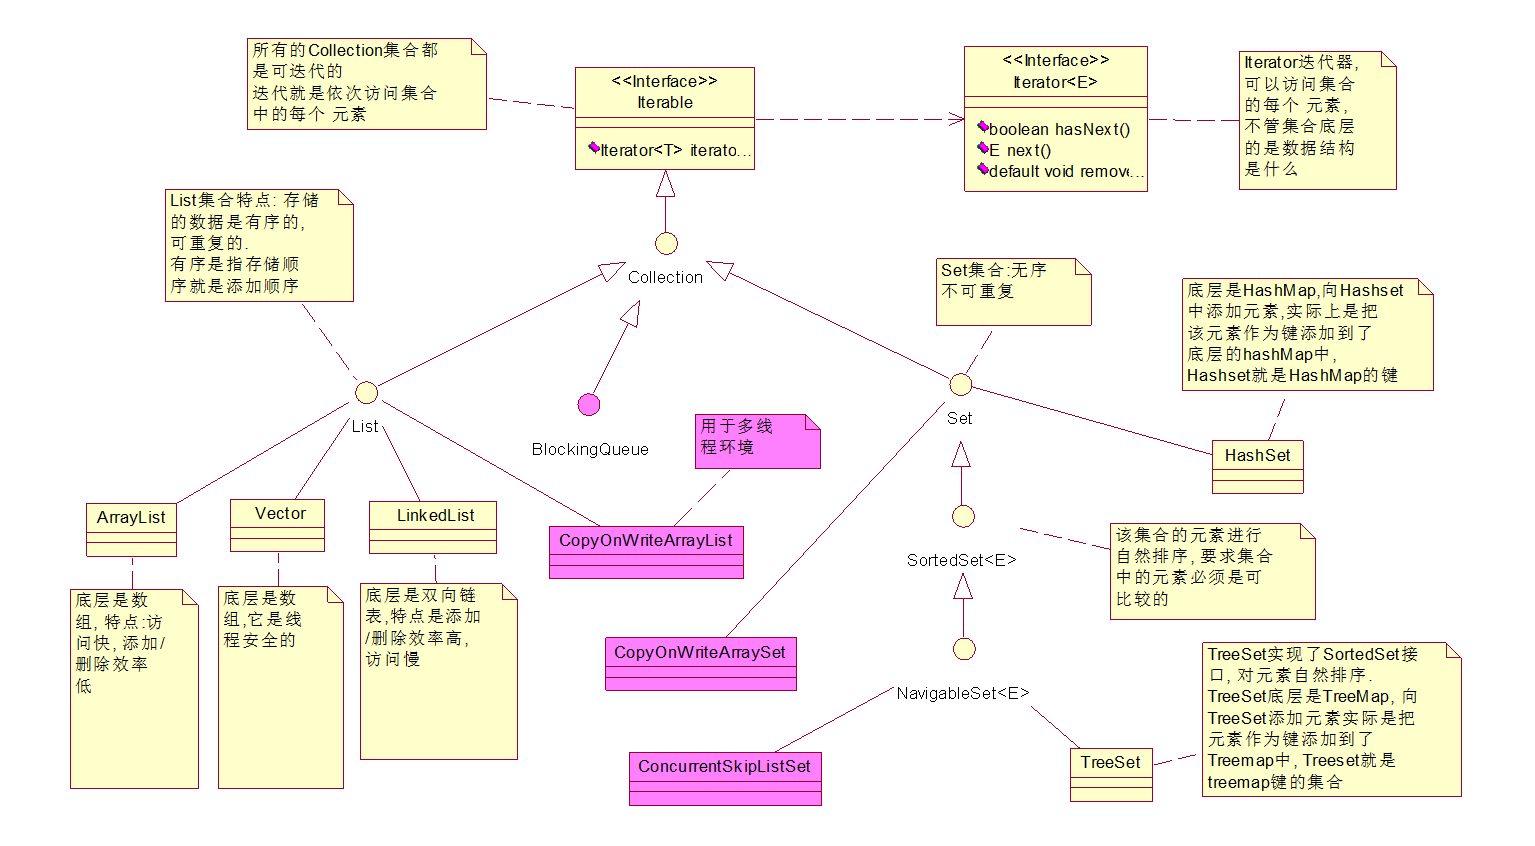 所有的Collection集合都
是可迭代的
迭代就是依次访问集合
中的每个 元素
<<Interface>>
Iterable
Iterator<T> iterato...
<<Interface>>
Iterator<E>
boolean hasNext()
E next()
default void remove...
Iterator迭代器,
可以访问集合
的每个 元素,
不管集合底层
的是数据结构
是什么
List集合特点: 存储
的数据是有序的,
可重复的.
有序是指存储顺
序就是添加顺序
Collection
Set集合:无序
不可重复
底层是HashMap,向Hashset
中添加元素,实际上是把
该元素作为键添加到了
底层的hashMap中,
Hashset就是HashMap的键
List
BlockingQueue
用于多线
程环境
Set
HashSet
ArrayList
Vector
LinkedList
CopyOnWriteArrayList
SortedSet<E>
该集合的元素进行
自然排序, 要求集合
中的元素必须是可
比较的
底层是数
组, 特点:访
问快, 添加/
删除效率
低
底层是数
组,它是线
程安全的
底层是双向链
表,特点是添加
/删除效率高,
访问慢
CopyOnWriteArraySet
NavigableSet<E>
TreeSet实现了SortedSet接
口, 对元素自然排序.
TreeSet底层是TreeMap, 向
TreeSet添加元素实际是把
元素作为键添加到了
Treemap中, Treeset就是
treemap键的集合
ConcurrentSkipListSet
TreeSet